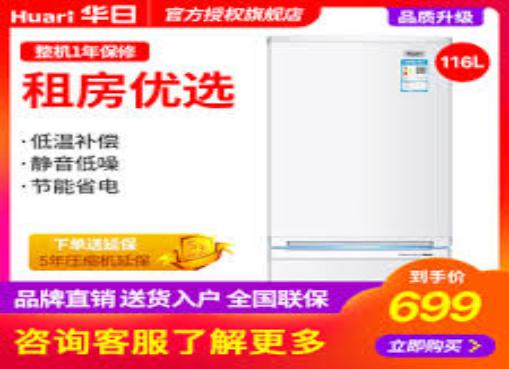 Huari 华日 官方授权旗舰店 品质升级
整机1年保修
116L
租房优选
·低温补偿
·静音低噪
·节能省电
下单送延保
5年压缩机延保
到手价
品牌直销 送货入户 全国联保
699
咨询客服了解更多
立即购买 >